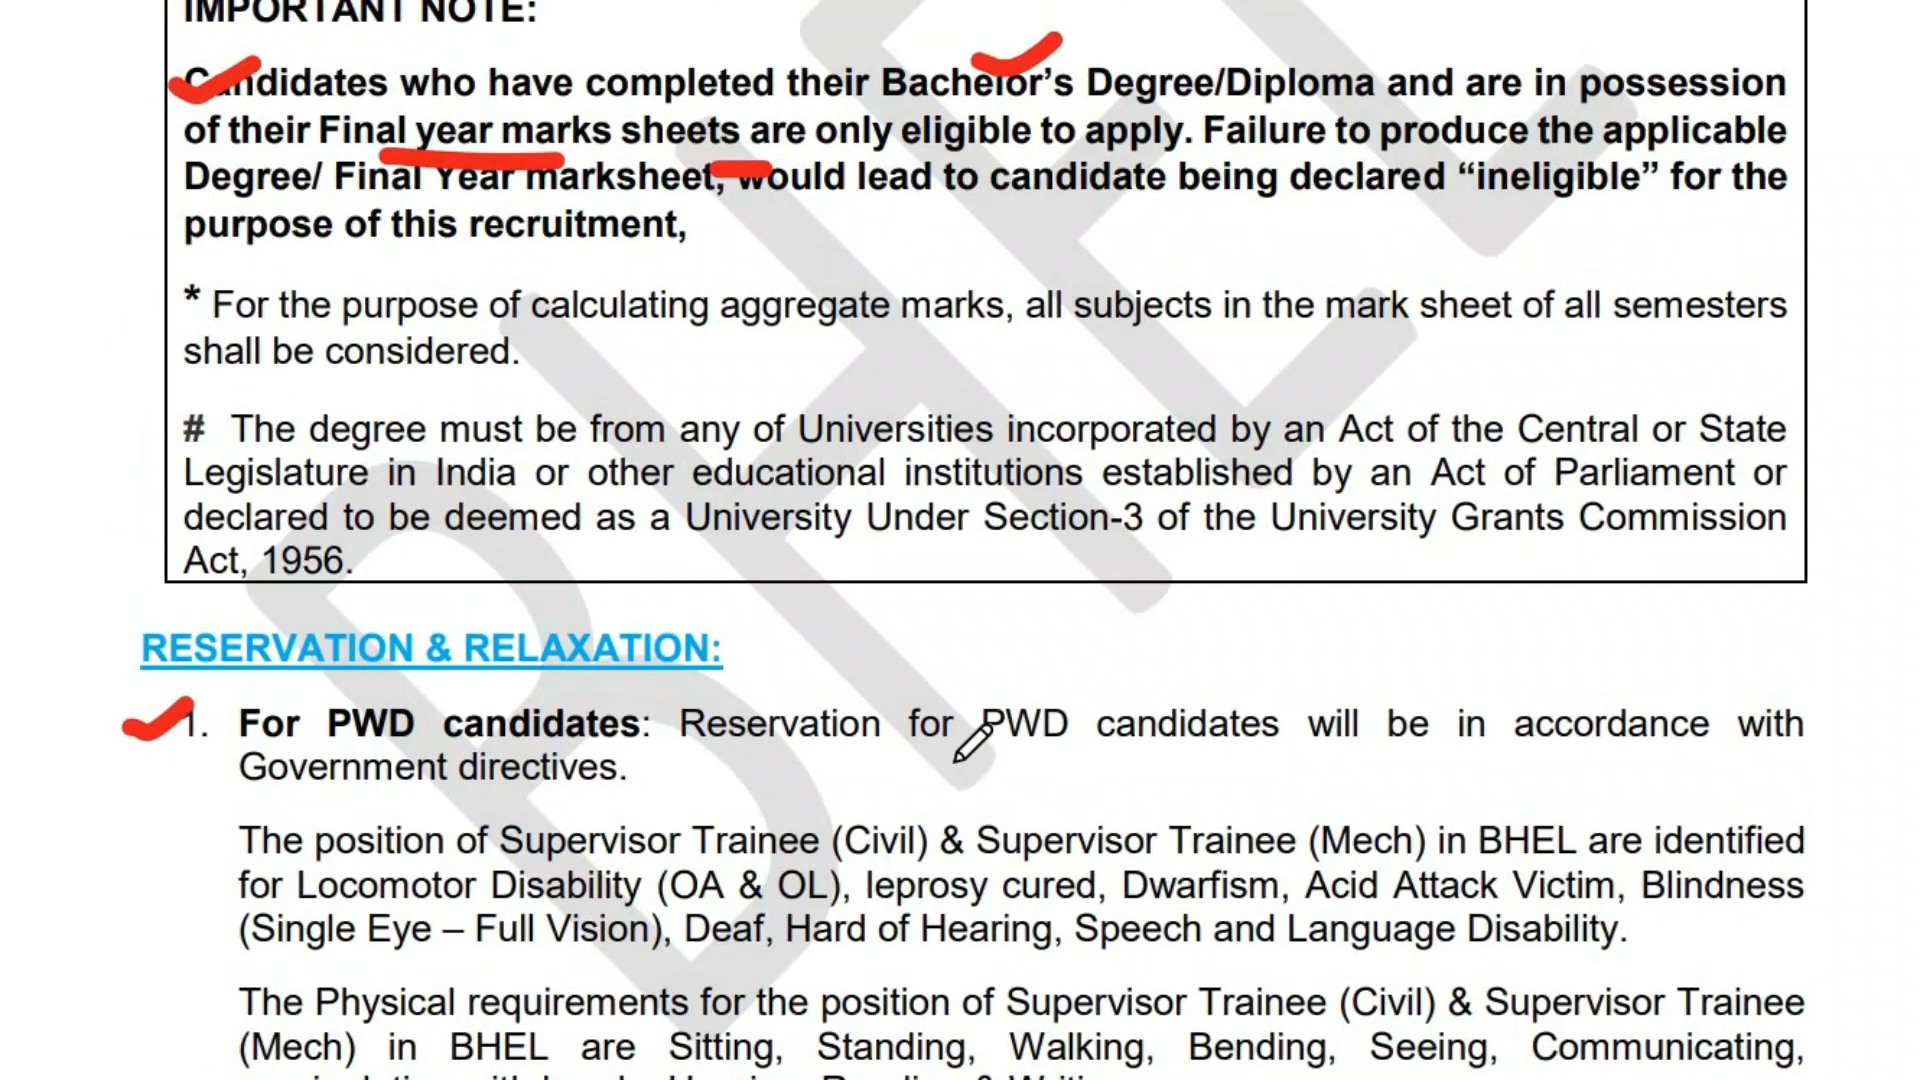 IMPORTANT NOTE:
Candidates who have completed their Bachelor's Degree/Diploma and are in possession
of their Final year marks sheets are only eligible to apply. Failure to produce the applicable
Degree/ Final Year marksheet, would lead to candidate being declared “ineligible” for the
purpose of this recruitment,
* For the purpose of calculating aggregate marks, all subjects in the mark sheet of all semesters
shall be considered.
# The degree must be from any of Universities incorporated by an Act of the Central or State
Legislature in India or other educational institutions established by an Act of Parliament or
declared to be deemed as a University Under Section-3 of the University Grants Commission
Act, 1956.
RESERVATION & RELAXATION:
1. For PWD candidates: Reservation for PWD candidates will be in accordance with
Government directives.
The position of Supervisor Trainee (Civil) & Supervisor Trainee (Mech) in BHEL are identified
for Locomotor Disability (OA & OL), leprosy cured, Dwarfism, Acid Attack Victim, Blindness
(Single Eye – Full Vision), Deaf, Hard of Hearing, Speech and Language Disability.
The Physical requirements for the position of Supervisor Trainee (Civil) & Supervisor Trainee
(Mech) in BHEL are Sitting, Standing, Walking, Bending, Seeing, Communicating,
BHEL